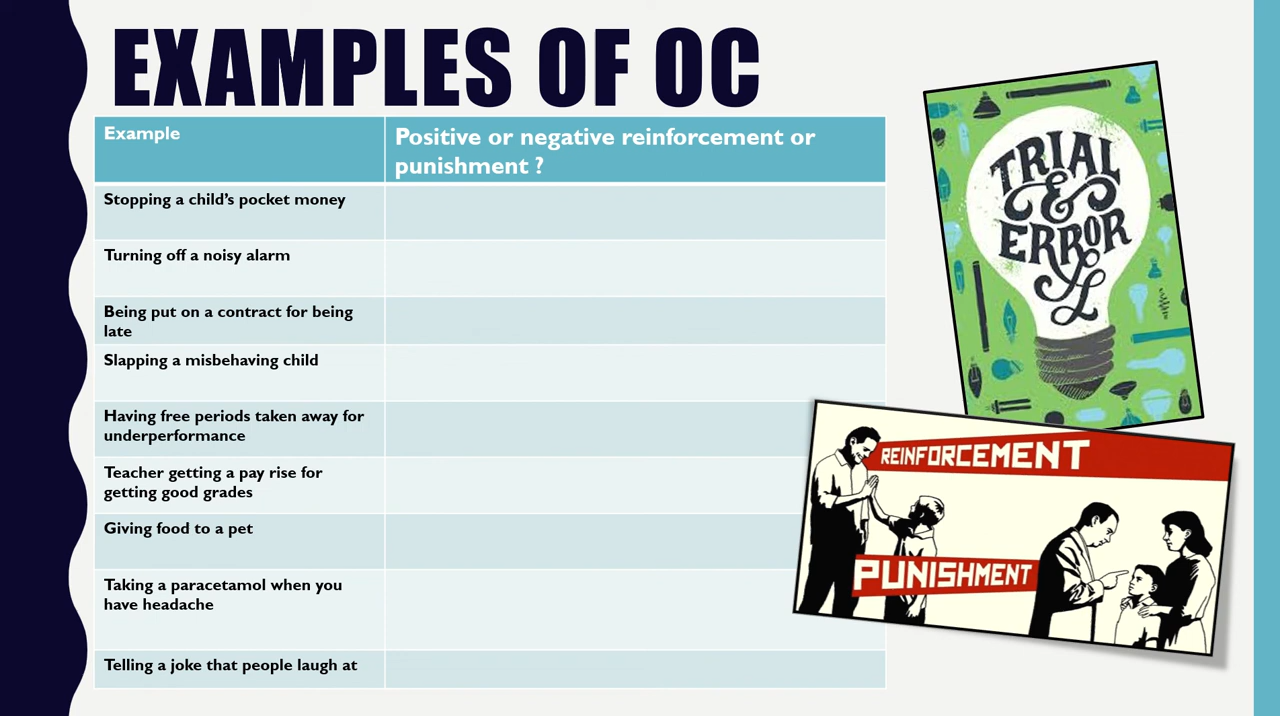 EXAMPLES OF OC
Example
Positive or negative reinforcement or
punishment ?
Stopping a child's pocket money
Turning off a noisy alarm
Being put on a contract for being
late
Slapping a misbehaving child
Having free periods taken away for
underperformance
Teacher getting a pay rise for
getting good grades
Giving food to a pet
Taking a paracetamol when you
have headache
Telling a joke that people laugh at
TRIAL
&
ERROR
REINFORCEMENT
PUNISHMENT